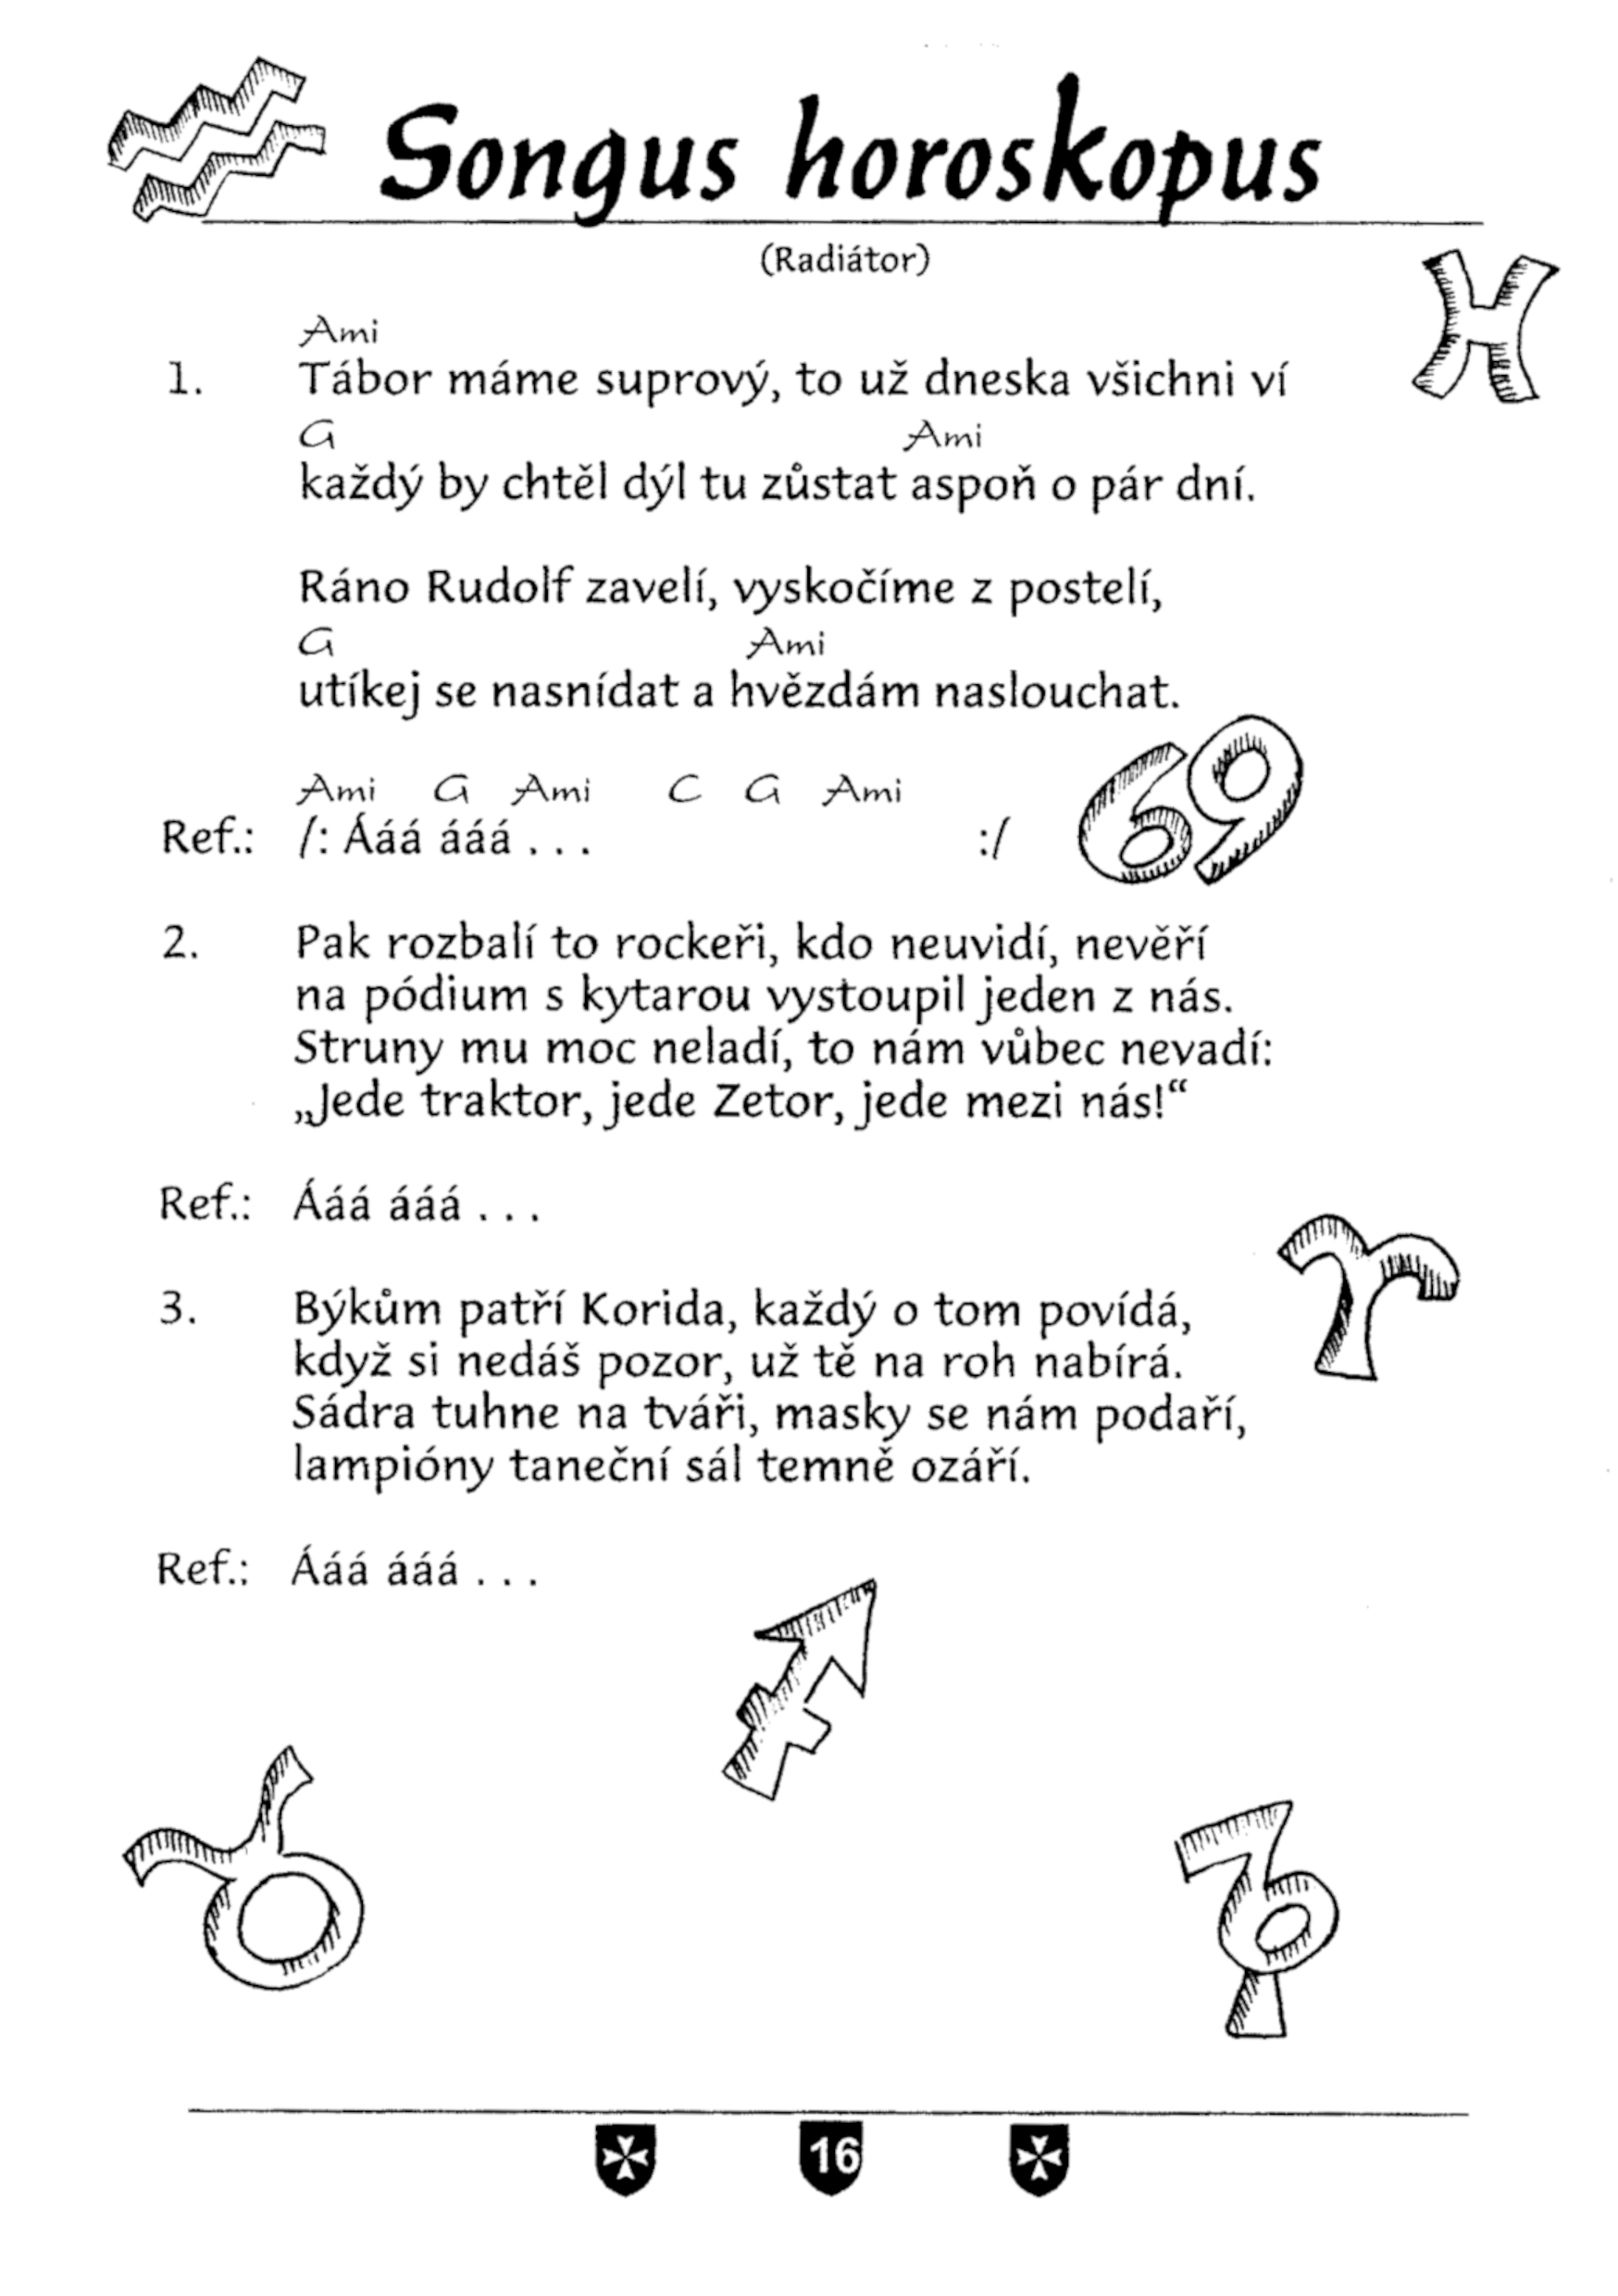 Songus horoskopus
(Radiátor)
Ami
1. Tábor máme suprový, to už dneska všichni ví
G Ami
každý by chtěl dýl tu zůstat aspoň o pár dní.
Ráno Rudolf zavelí, vyskočíme z postelí,
G Ami
utíkej se nasnídat a hvězdám naslouchat.
Ami G Ami C G Ami
Ref.: /: Ááá ááá . . . :/
2. Pak rozbalí to rockeři, kdo neuvidí, nevěří
na pódium s kytarou vystoupil jeden z nás.
Struny mu moc neladí, to nám vůbec nevadí:
„Jede traktor, jede Zetor, jede mezi nás!“
Ref.: Ááá ááá . . .
3. Býkům patří Korida, každý o tom povídá,
když si nedáš pozor, už tě na roh nabírá.
Sádra tuhne na tváři, masky se nám podaří,
lampióny taneční sál temně ozáří.
Ref.: Ááá ááá . . .
16